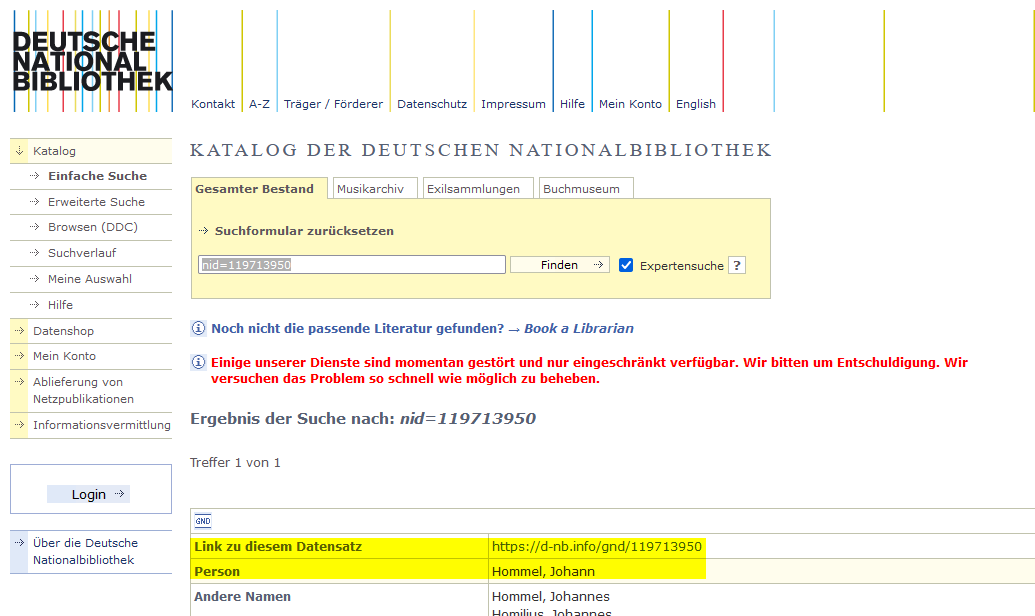 DEUTSCHE
NATIONAL
BIBLIOTHEK
Kontakt A-Z Träger / Förderer Datenschutz Impressum Hilfe Mein Konto English
Katalog
Einfache Suche
Erweiterte Suche
Browsen (DDC)
Suchverlauf
Meine Auswahl
Hilfe
Datenshop
Mein Konto
Ablieferung von
Netzpublikationen
Informationsvermittlung
Login
Über die Deutsche
Nationalbibliothek
KATALOG DER DEUTSCHEN NATIONALBIBLIOTHEK
Gesamter Bestand Musikarchiv Exilsammlungen Buchmuseum
Suchformular zurücksetzen
nid=119713950 Finden Expertensuche ?
Noch nicht die passende Literatur gefunden? → Book a Librarian
Einige unserer Dienste sind momentan gestört und nur eingeschränkt verfügbar. Wir bitten um Entschuldigung. Wir
versuchen das Problem so schnell wie möglich zu beheben.
Ergebnis der Suche nach: nid=119713950
Treffer 1 von 1
GND
Link zu diesem Datensatz https://d-nb.info/gnd/119713950
Person Hommel, Johann
Andere Namen Hommel, Johannes
Homilius, Johannes